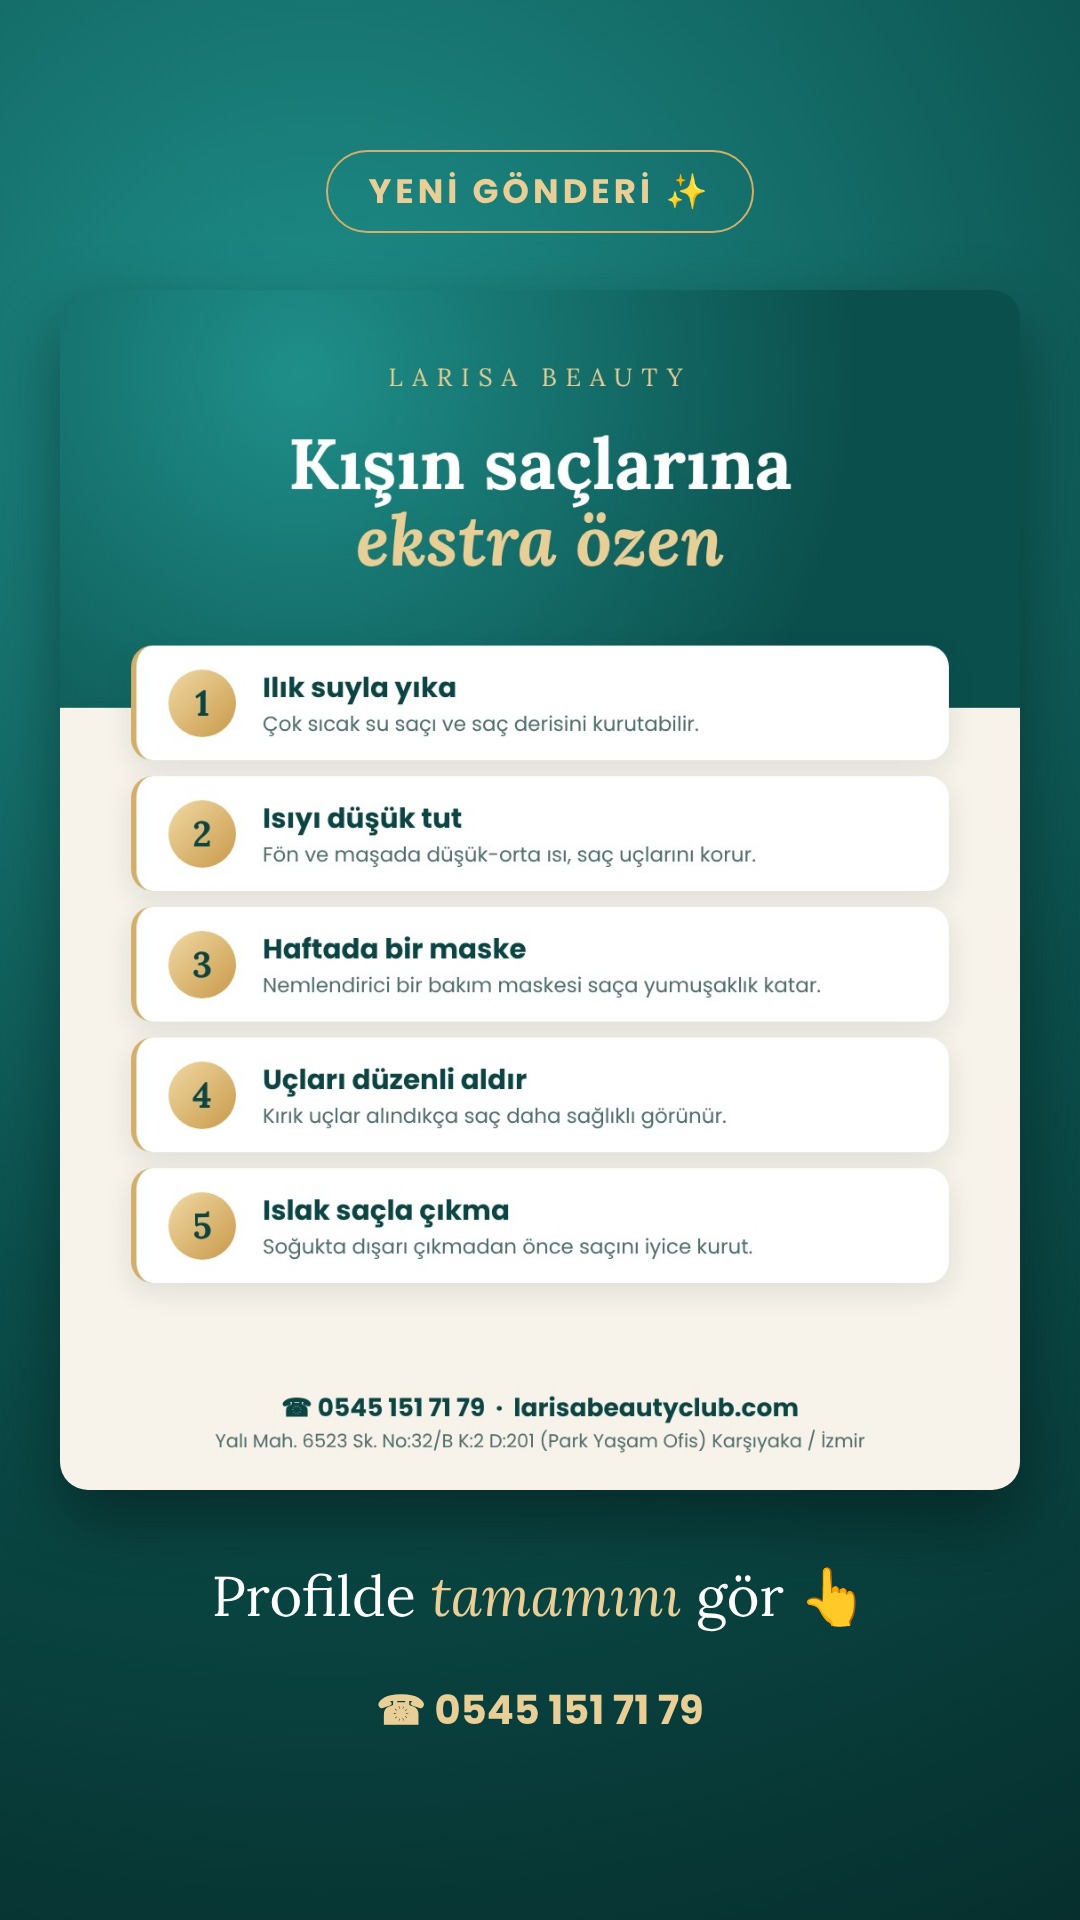 YENİ GÖNDERİ ✨
LARISA BEAUTY
Kışın saçlarına
ekstra özen
1
Ilık suyla yıka
Çok sıcak su saçı ve saç derisini kurutabilir.
2
Isıyı düşük tut
Fön ve maşada düşük-orta ısı, saç uçlarını korur.
3
Haftada bir maske
Nemlendirici bir bakım maskesi saça yumuşaklık katar.
4
Uçları düzenli aldır
Kırık uçlar alındıkça saç daha sağlıklı görünür.
5
Islak saçla çıkma
Soğukta dışarı çıkmadan önce saçını iyice kurut.
☎ 0545 151 71 79 · larisabeautyclub.com
Yalı Mah. 6523 Sk. No:32/B K:2 D:201 (Park Yaşam Ofis) Karşıyaka / İzmir
Profilde tamamını gör 👆
☎ 0545 151 71 79